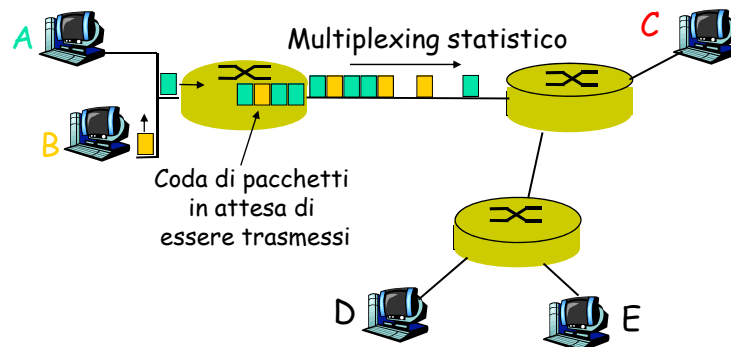 A
Multiplexing statistico
C
B
Coda di pacchetti
in attesa di
essere trasmessi
D
E